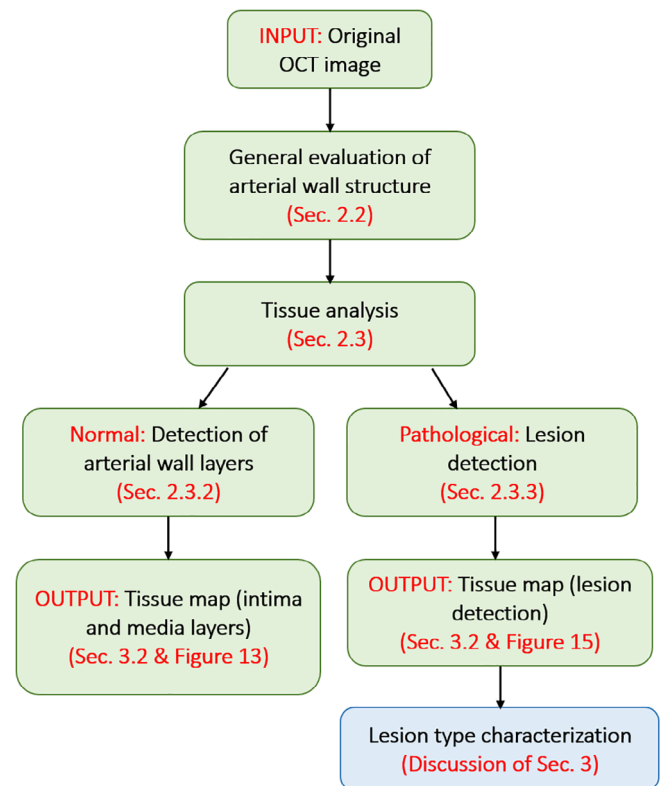 INPUT: Original
OCT image
General evaluation of
arterial wall structure
(Sec. 2.2)
Tissue analysis
(Sec. 2.3)
Normal: Detection of
arterial wall layers
(Sec. 2.3.2)
Pathological: Lesion
detection
(Sec. 2.3.3)
OUTPUT: Tissue map (intima
and media layers)
(Sec. 3.2 & Figure 13)
OUTPUT: Tissue map (lesion
detection)
(Sec. 3.2 & Figure 15)
Lesion type characterization
(Discussion of Sec. 3)